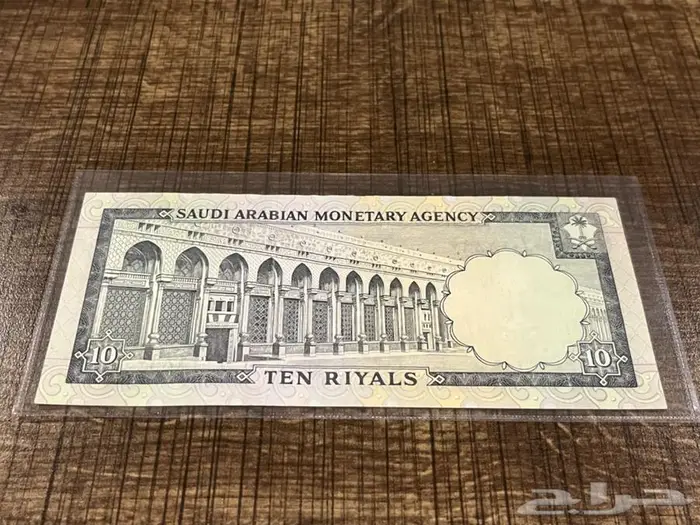 SAUDI ARABIAN MONETARY AGENCY
10
10
TEN RIYALS
حراج